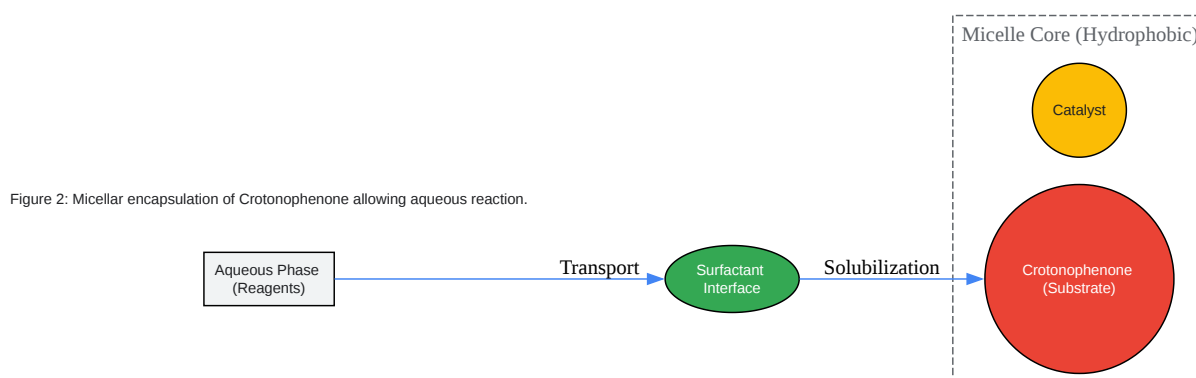 Micelle Core (Hydrophobic)
Catalyst
Figure 2: Micellar encapsulation of Crotonophenone allowing aqueous reaction.
Aqueous Phase
(Reagents)
Transport
Surfactant
Interface
Solubilization
Crotonophenone
(Substrate)